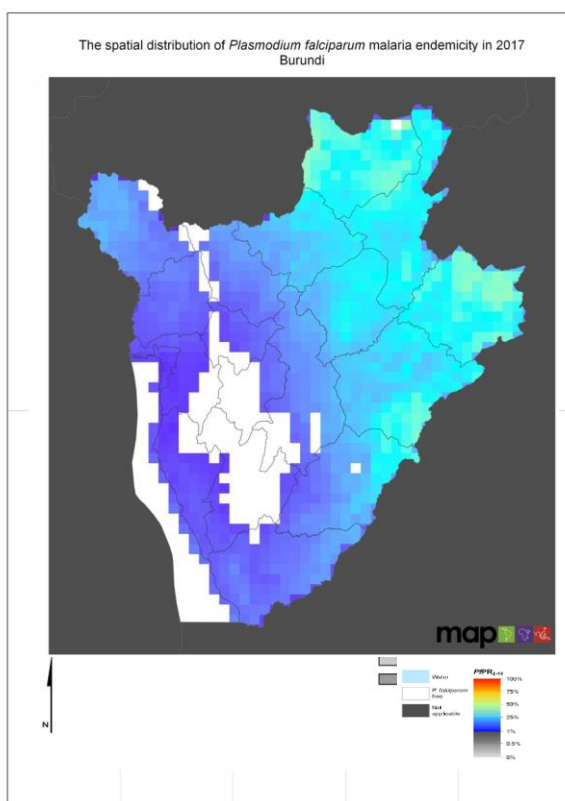 The spatial distribution of Plasmodium falciparum malaria endemicity in 2017
Burundi
map
N
Water
P. falciparum
free
Not
applicable
PfPR2-10
100%
75%
50%
25%
1%
0.5%
0%